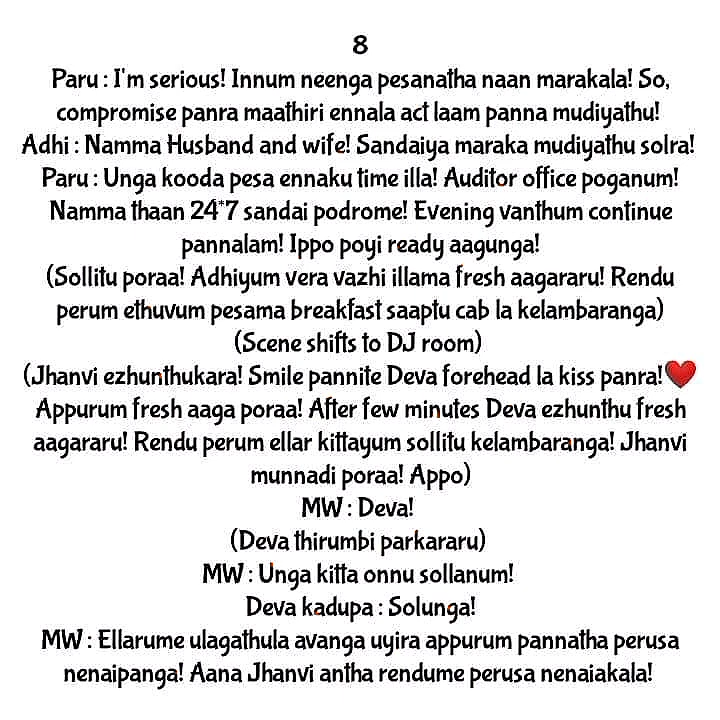 8
Paru : I'm serious! Innum neenga pesanatha naan marakala! So,
compromise panra maathiri ennala act laam panna mudiyathu!
Adhi : Namma Husband and wife! Sandaiya maraka mudiyathu solra!
Paru : Unga kooda pesa ennaku time illa! Auditor office poganum!
Namma thaan 24*7 sandai podrome! Evening vanthum continue
pannalam! Ippo poyi ready aagunga!
(Sollitu poraa! Adhiyum vera vazhi illama fresh aagararu! Rendu
perum ethuvum pesama breakfast saaptu cab la kelambaranga)
(Scene shifts to DJ room)
(Jhanvi ezhunthukara! Smile pannite Deva forehead la kiss panra!❤️
Appurum fresh aaga poraa! After few minutes Deva ezhunthu fresh
aagararu! Rendu perum ellar kittayum sollitu kelambaranga! Jhanvi
munnadi poraa! Appo)
MW : Deva!
(Deva thirumbi parkararu)
MW : Unga kitta onnu sollanum!
Deva kadupa : Solunga!
MW : Ellarume ulagathula avanga uyira appurum pannatha perusa
nenaipanga! Aana Jhanvi antha rendume perusa nenaiakala!